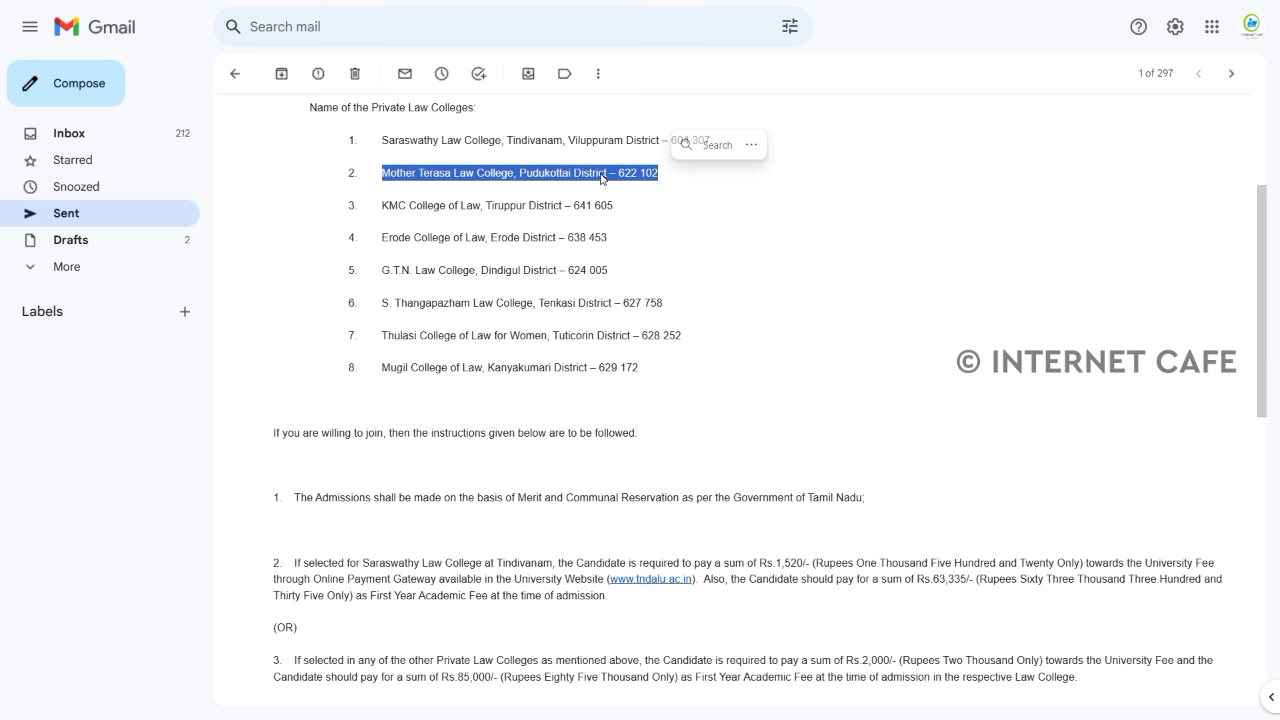 Gmail
Search mail
Compose
Inbox 212
Starred
Snoozed
Sent
Drafts 2
More
Labels
1 of 297
Name of the Private Law Colleges:
1. Saraswathy Law College, Tindivanam, Viluppuram District – 604 307
Search
2. Mother Terasa Law College, Pudukottai District – 622 102
3. KMC College of Law, Tiruppur District – 641 605
4. Erode College of Law, Erode District – 638 453
5. G.T.N. Law College, Dindigul District – 624 005
6. S. Thangapazham Law College, Tenkasi District – 627 758
7. Thulasi College of Law for Women, Tuticorin District – 628 252
8. Mugil College of Law, Kanyakumari District – 629 172
© INTERNET CAFE
If you are willing to join, then the instructions given below are to be followed:
1. The Admissions shall be made on the basis of Merit and Communal Reservation as per the Government of Tamil Nadu;
2. If selected for Saraswathy Law College at Tindivanam, the Candidate is required to pay a sum of Rs.1,520/- (Rupees One Thousand Five Hundred and Twenty Only) towards the University Fee
through Online Payment Gateway available in the University Website (www.tndalu.ac.in). Also, the Candidate should pay for a sum of Rs.63,335/- (Rupees Sixty Three Thousand Three Hundred and
Thirty Five Only) as First Year Academic Fee at the time of admission.
(OR)
3. If selected in any of the other Private Law Colleges as mentioned above, the Candidate is required to pay a sum of Rs.2,000/- (Rupees Two Thousand Only) towards the University Fee and the
Candidate should pay for a sum of Rs.85,000/- (Rupees Eighty Five Thousand Only) as First Year Academic Fee at the time of admission in the respective Law College.